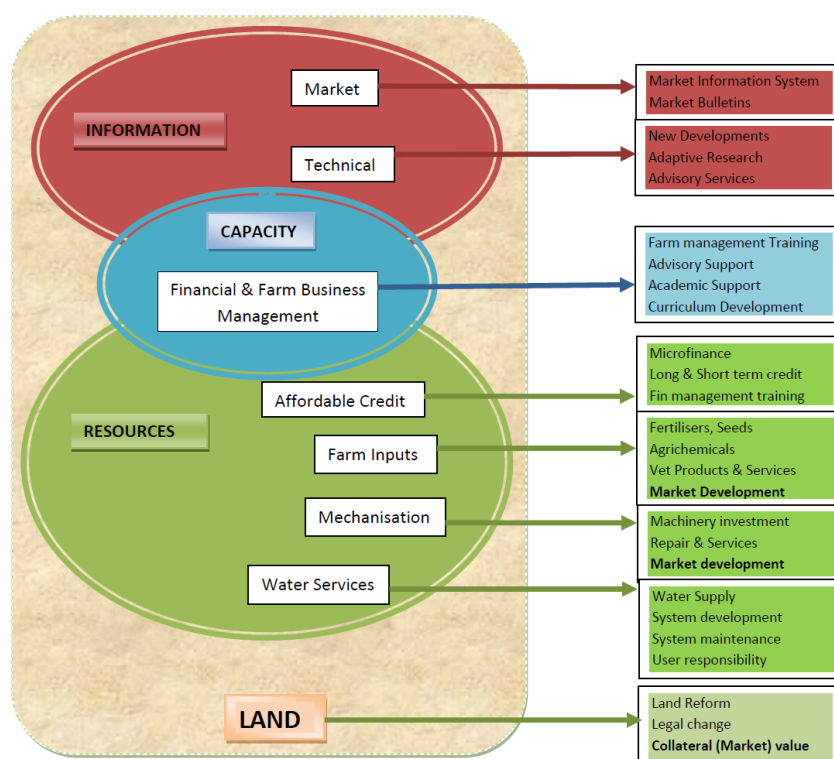 Market
Market Information System
Market Bulletins
INFORMATION
Technical
New Developments
Adaptive Research
Advisory Services
CAPACITY
Financial & Farm Business
Management
Farm management Training
Advisory Support
Academic Support
Curriculum Development
RESOURCES
Affordable Credit
Microfinance
Long & Short term credit
Fin management training
Farm Inputs
Fertilisers, Seeds
Agrichemicals
Vet Products & Services
Market Development
Mechanisation
Machinery investment
Repair & Services
Market development
Water Services
Water Supply
System development
System maintenance
User responsibility
LAND
Land Reform
Legal change
Collateral (Market) value